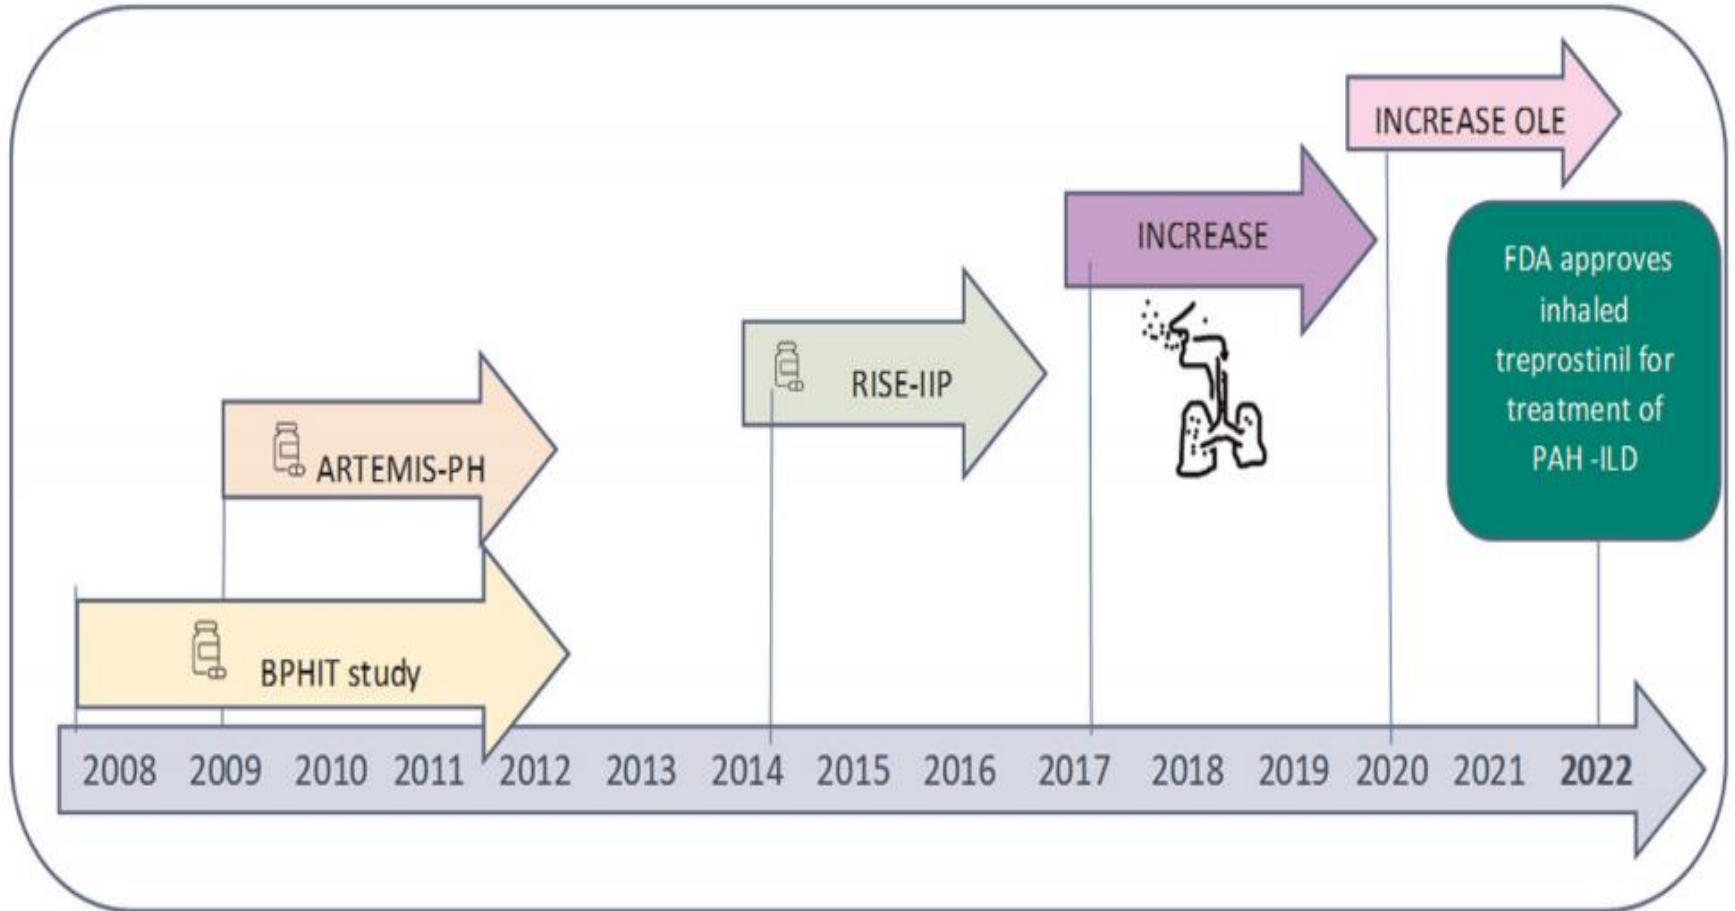 INCREASE OLE
INCREASE
FDA approves
inhaled
treprostinil for
treatment of
PAH -ILD
RISE-IIP
ARTEMIS-PH
BPHIT study
2008 2009 2010 2011 2012 2013 2014 2015 2016 2017 2018 2019 2020 2021 2022